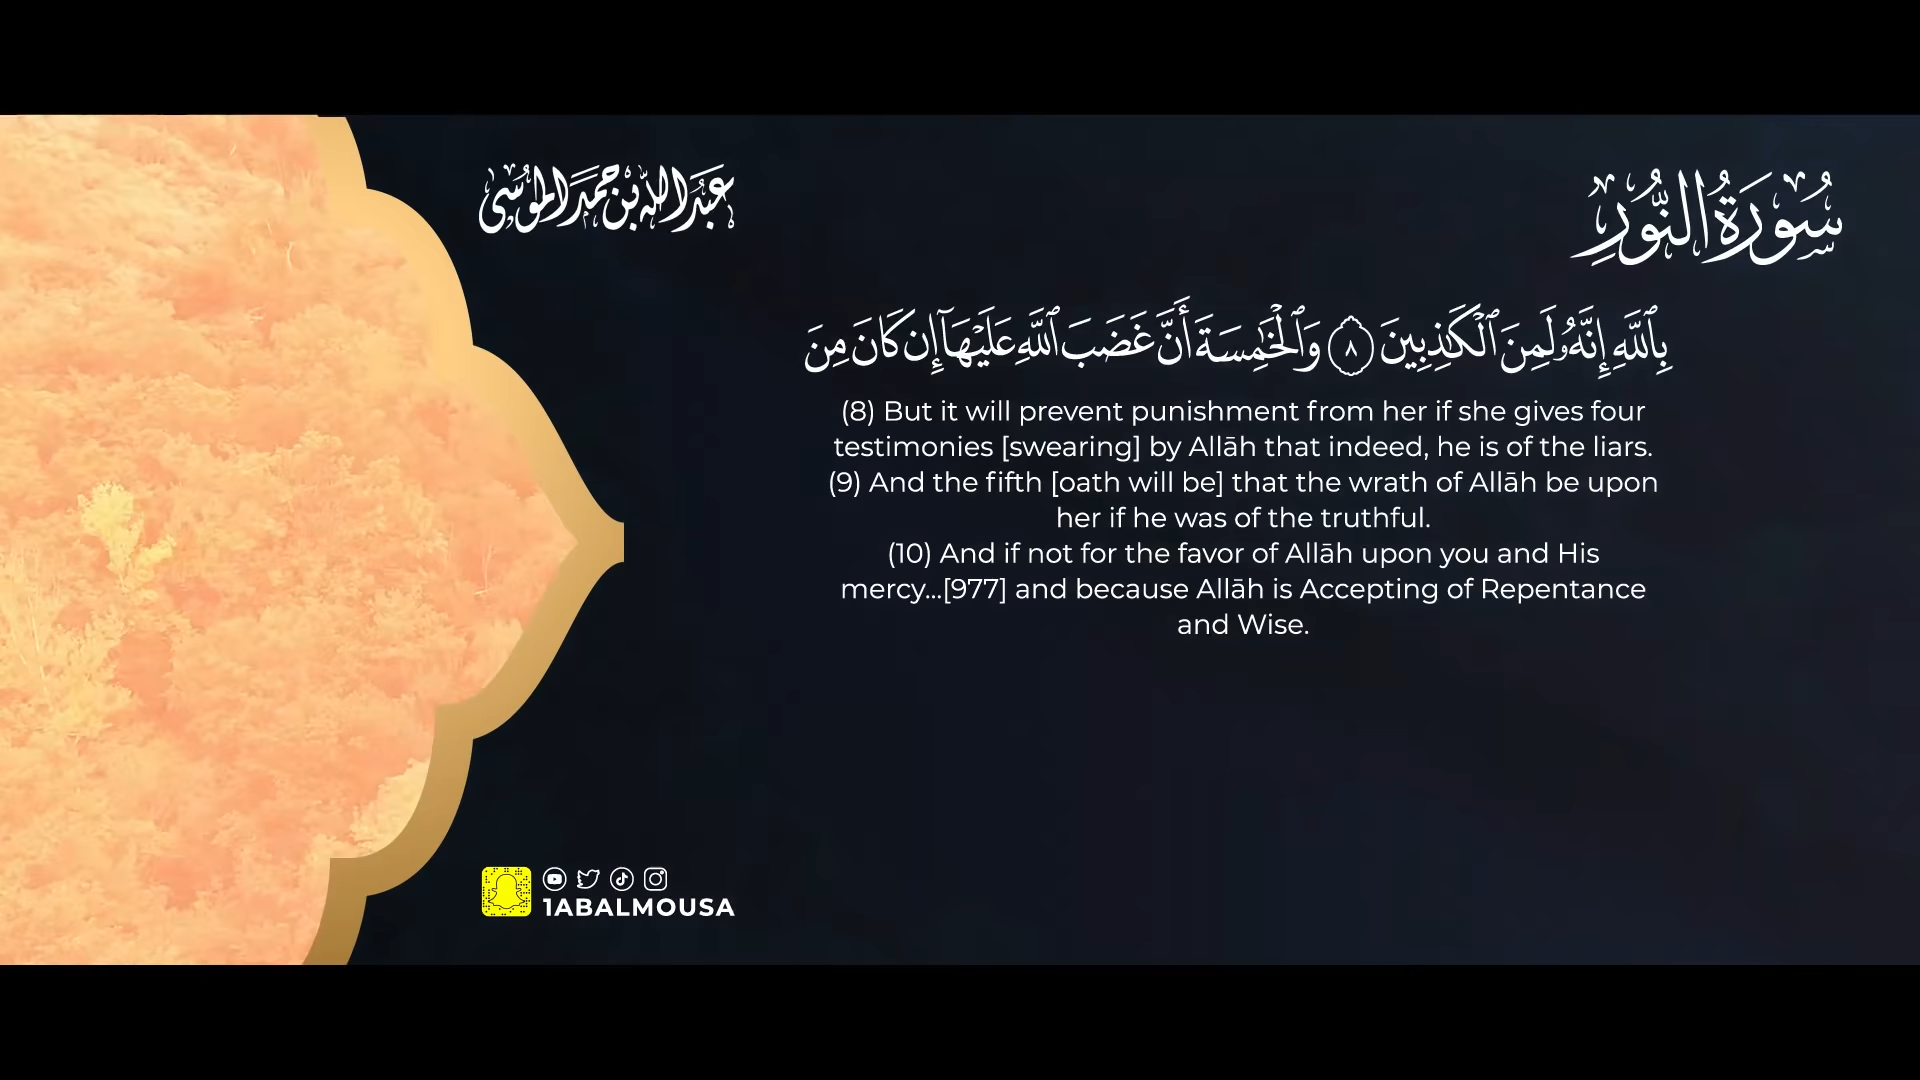 عبدالله بن حمد الموسى
سُورَةُ النُّورِ
بِٱللَّهِ إِنَّهُۥ لَمِنَ ٱلْكَٰذِبِينَ ٨ وَٱلْخَٰمِسَةَ أَنَّ غَضَبَ ٱللَّهِ عَلَيْهَآ إِن كَانَ مِنَ
(8) But it will prevent punishment from her if she gives four
testimonies [swearing] by Allāh that indeed, he is of the liars.
(9) And the fifth [oath will be] that the wrath of Allāh be upon
her if he was of the truthful.
(10) And if not for the favor of Allāh upon you and His
mercy...[977] and because Allāh is Accepting of Repentance
and Wise.
1ABALMOUSA